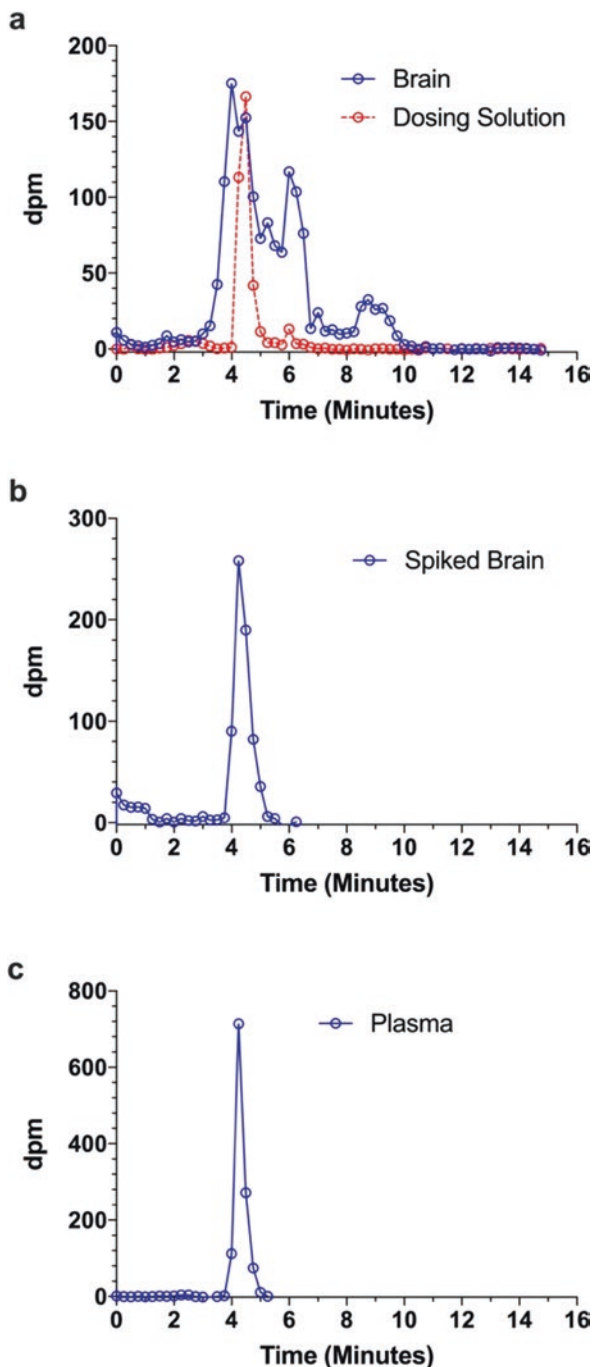 a
200
150
100
50
0
dpm
Brain
Dosing Solution
0 2 4 6 8 10 12 14 16
Time (Minutes)
b
300
200
100
0
dpm
Spiked Brain
0 2 4 6 8 10 12 14 16
Time (Minutes)
c
800
600
400
200
0
dpm
Plasma
0 2 4 6 8 10 12 14 16
Time (Minutes)